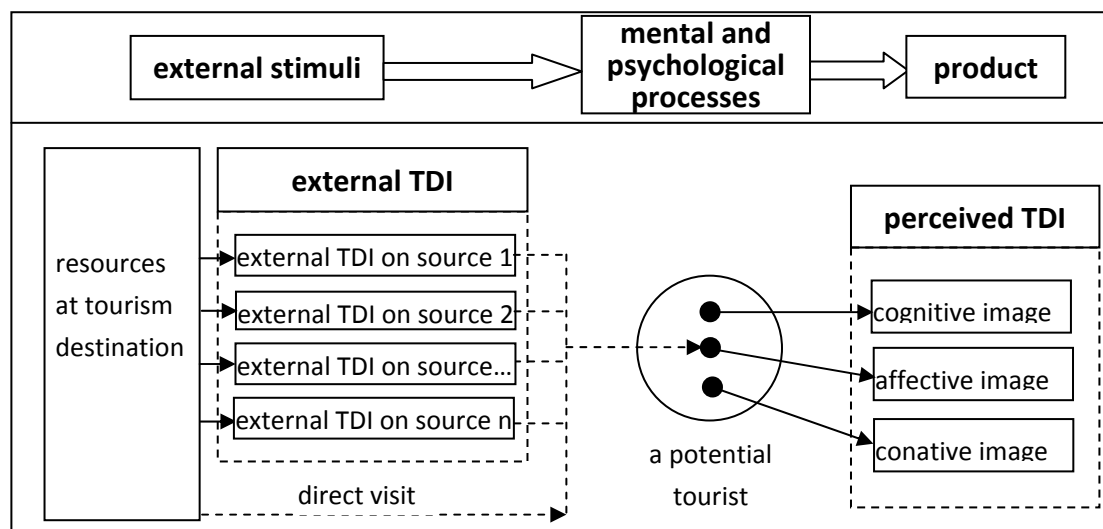 external stimuli
mental and
psychological
processes
product
resources
at tourism
destination
external TDI
external TDI on source 1
external TDI on source 2
external TDI on source…
external TDI on source n
direct visit
a potential
tourist
perceived TDI
cognitive image
affective image
conative image